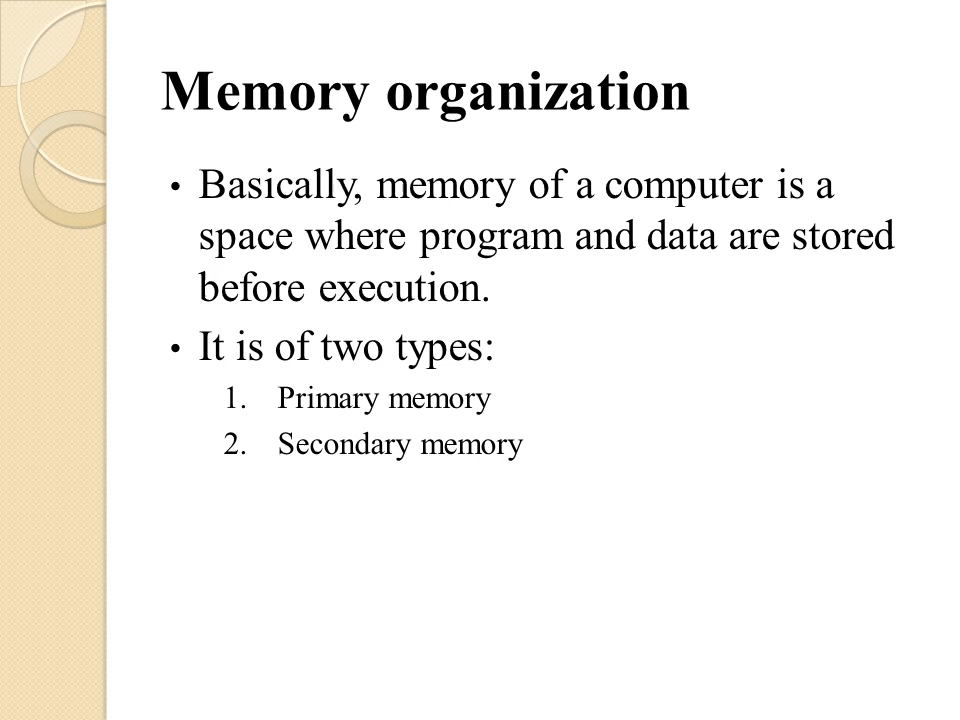 Memory organization
• Basically, memory of a computer is a
space where program and data are stored
before execution.
• It is of two types:
1. Primary memory
2. Secondary memory